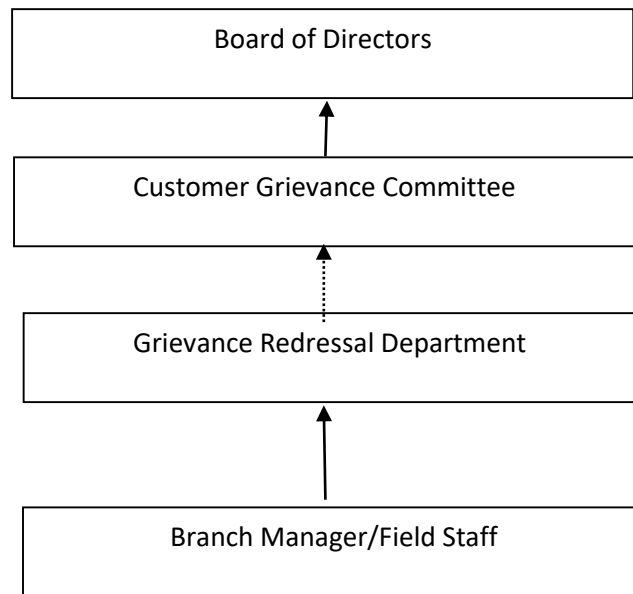 Board of Directors
Customer Grievance Committee
Grievance Redressal Department
Branch Manager/Field Staff